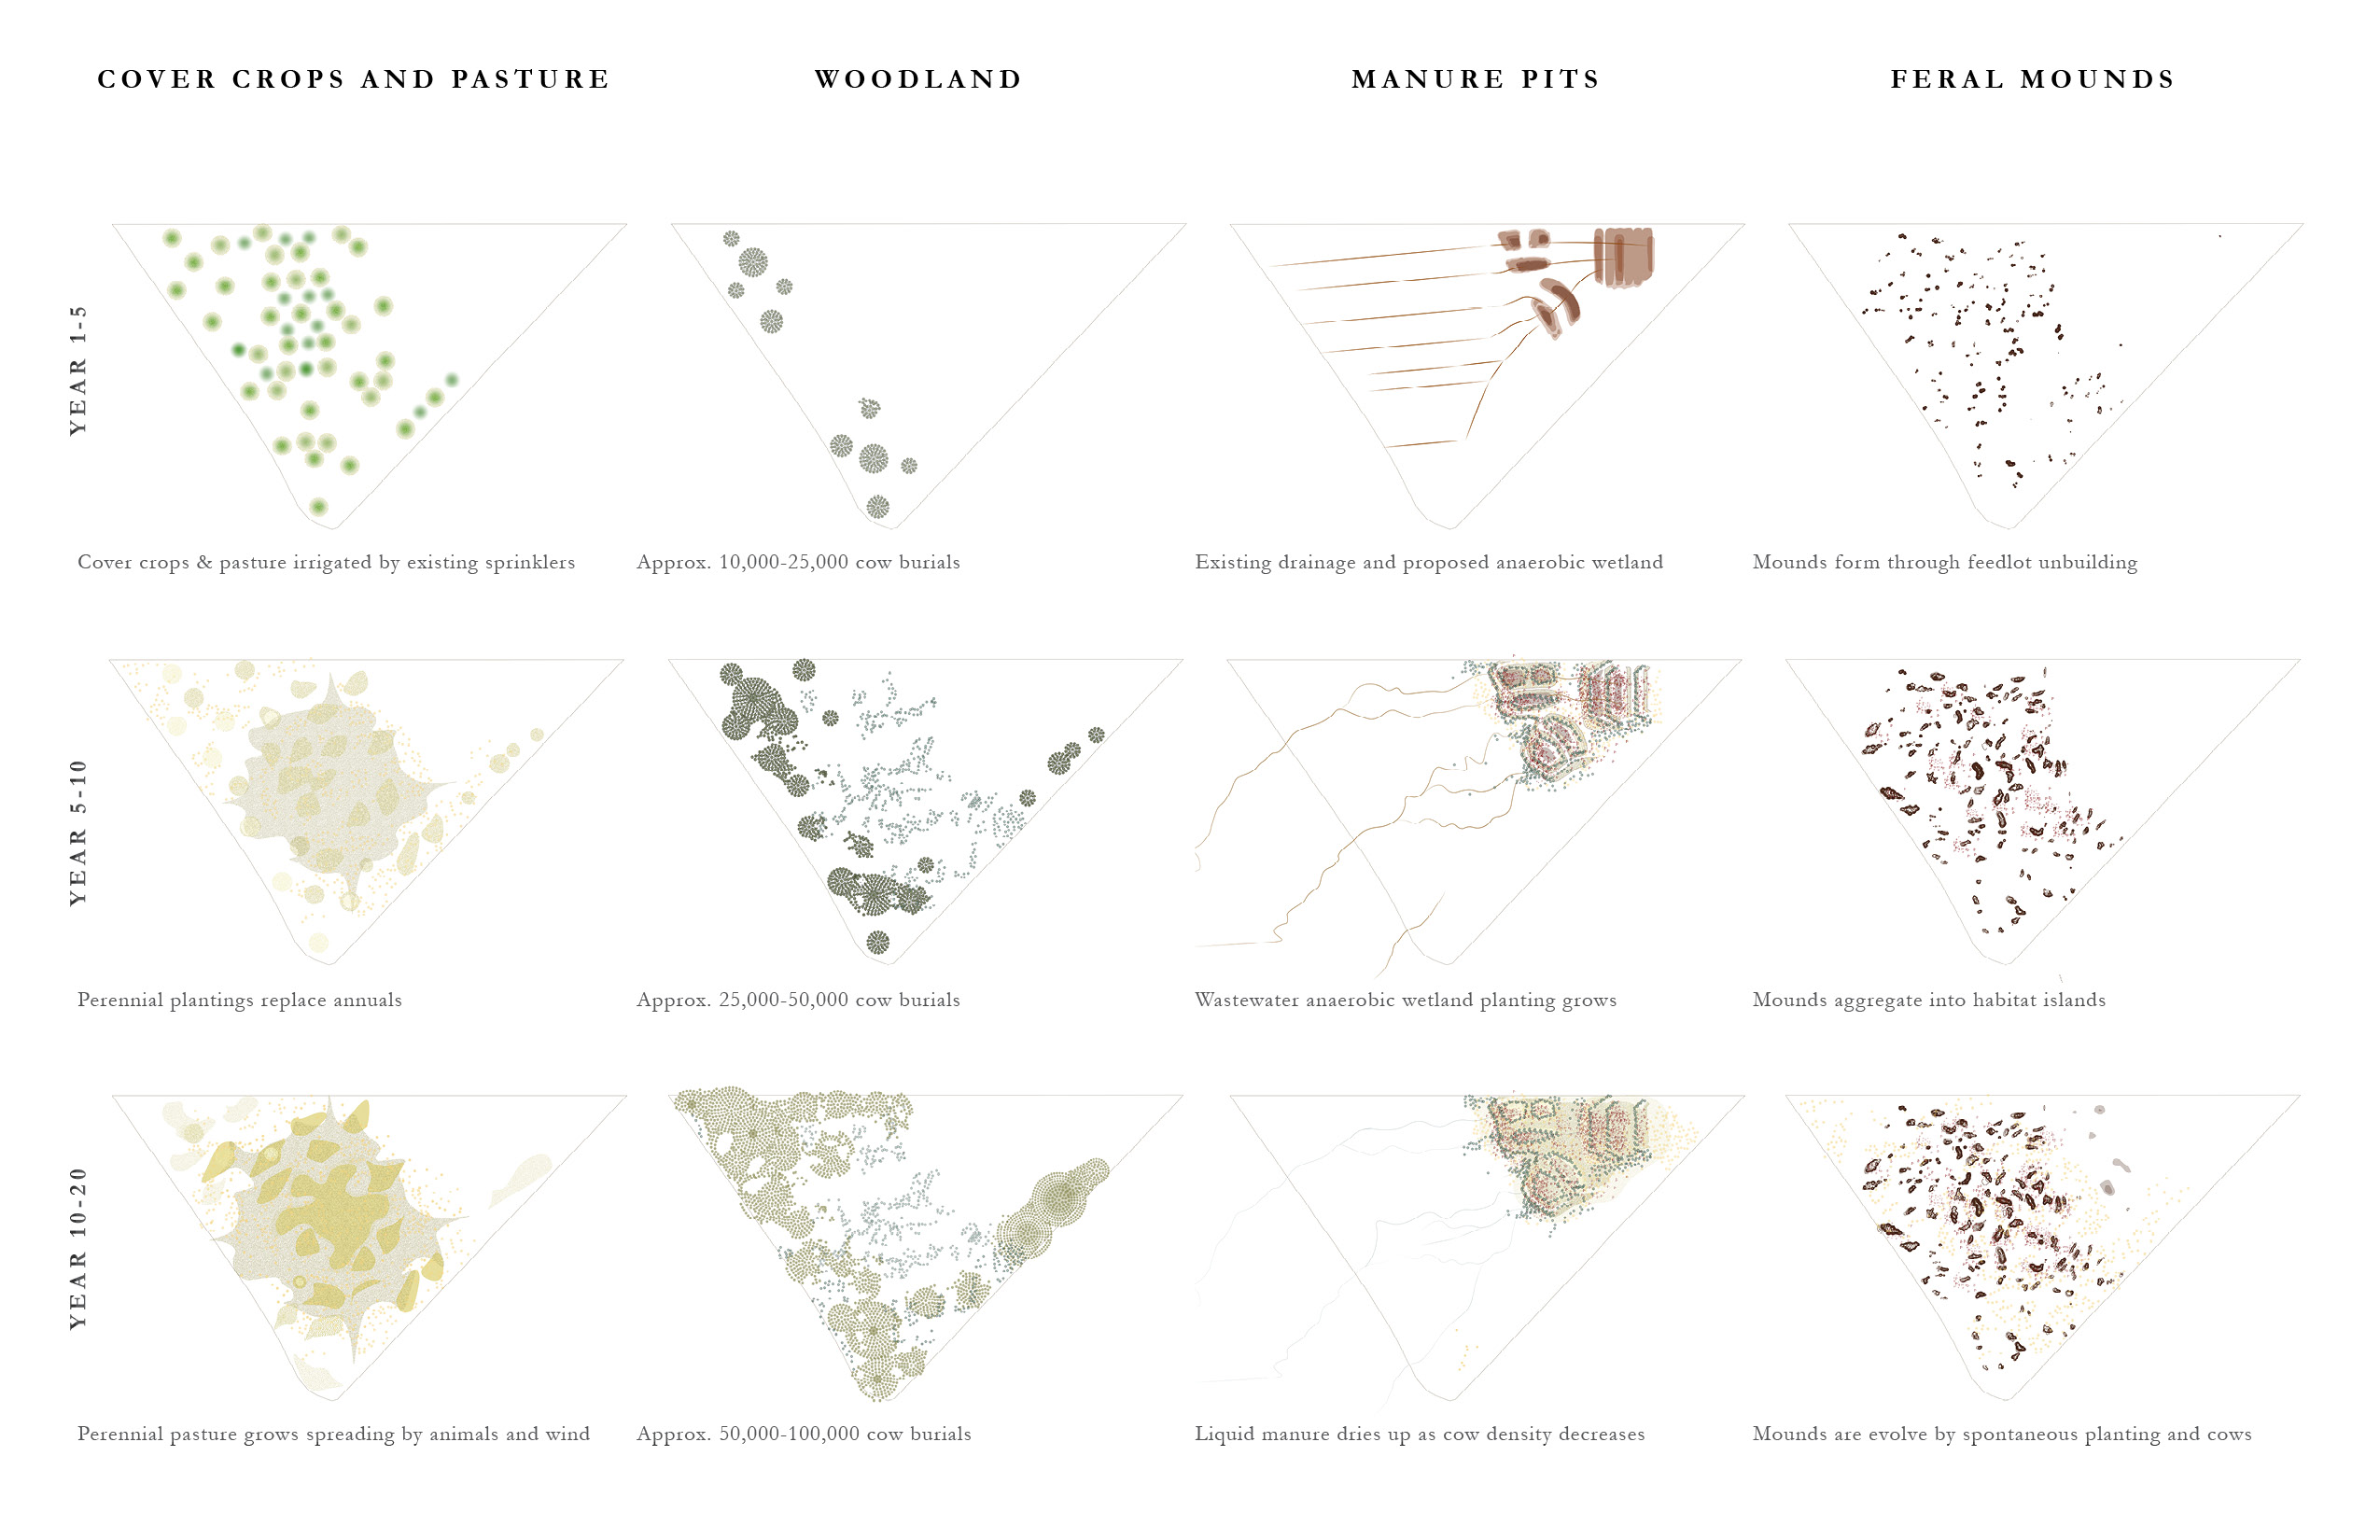 COVER CROPS AND PASTURE
WOODLAND
MANURE PITS
FERAL MOUNDS
YEAR 1-5
Cover crops & pasture irrigated by existing sprinklers
Approx. 10,000-25,000 cow burials
Existing drainage and proposed anaerobic wetland
Mounds form through feedlot unbuilding
YEAR 5-10
Perennial plantings replace annuals
Approx. 25,000-50,000 cow burials
Wastewater anaerobic wetland planting grows
Mounds aggregate into habitat islands
YEAR 10-20
Perennial pasture grows spreading by animals and wind
Approx. 50,000-100,000 cow burials
Liquid manure dries up as cow density decreases
Mounds are evolve by spontaneous planting and cows